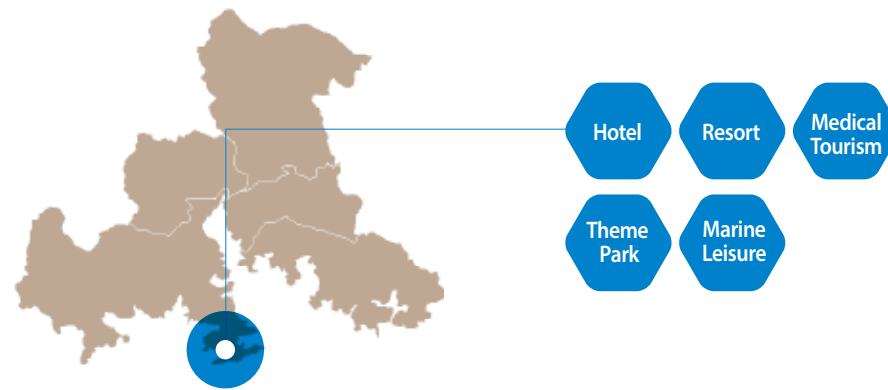 Hotel
Resort
Medical
Tourism
Theme
Park
Marine
Leisure